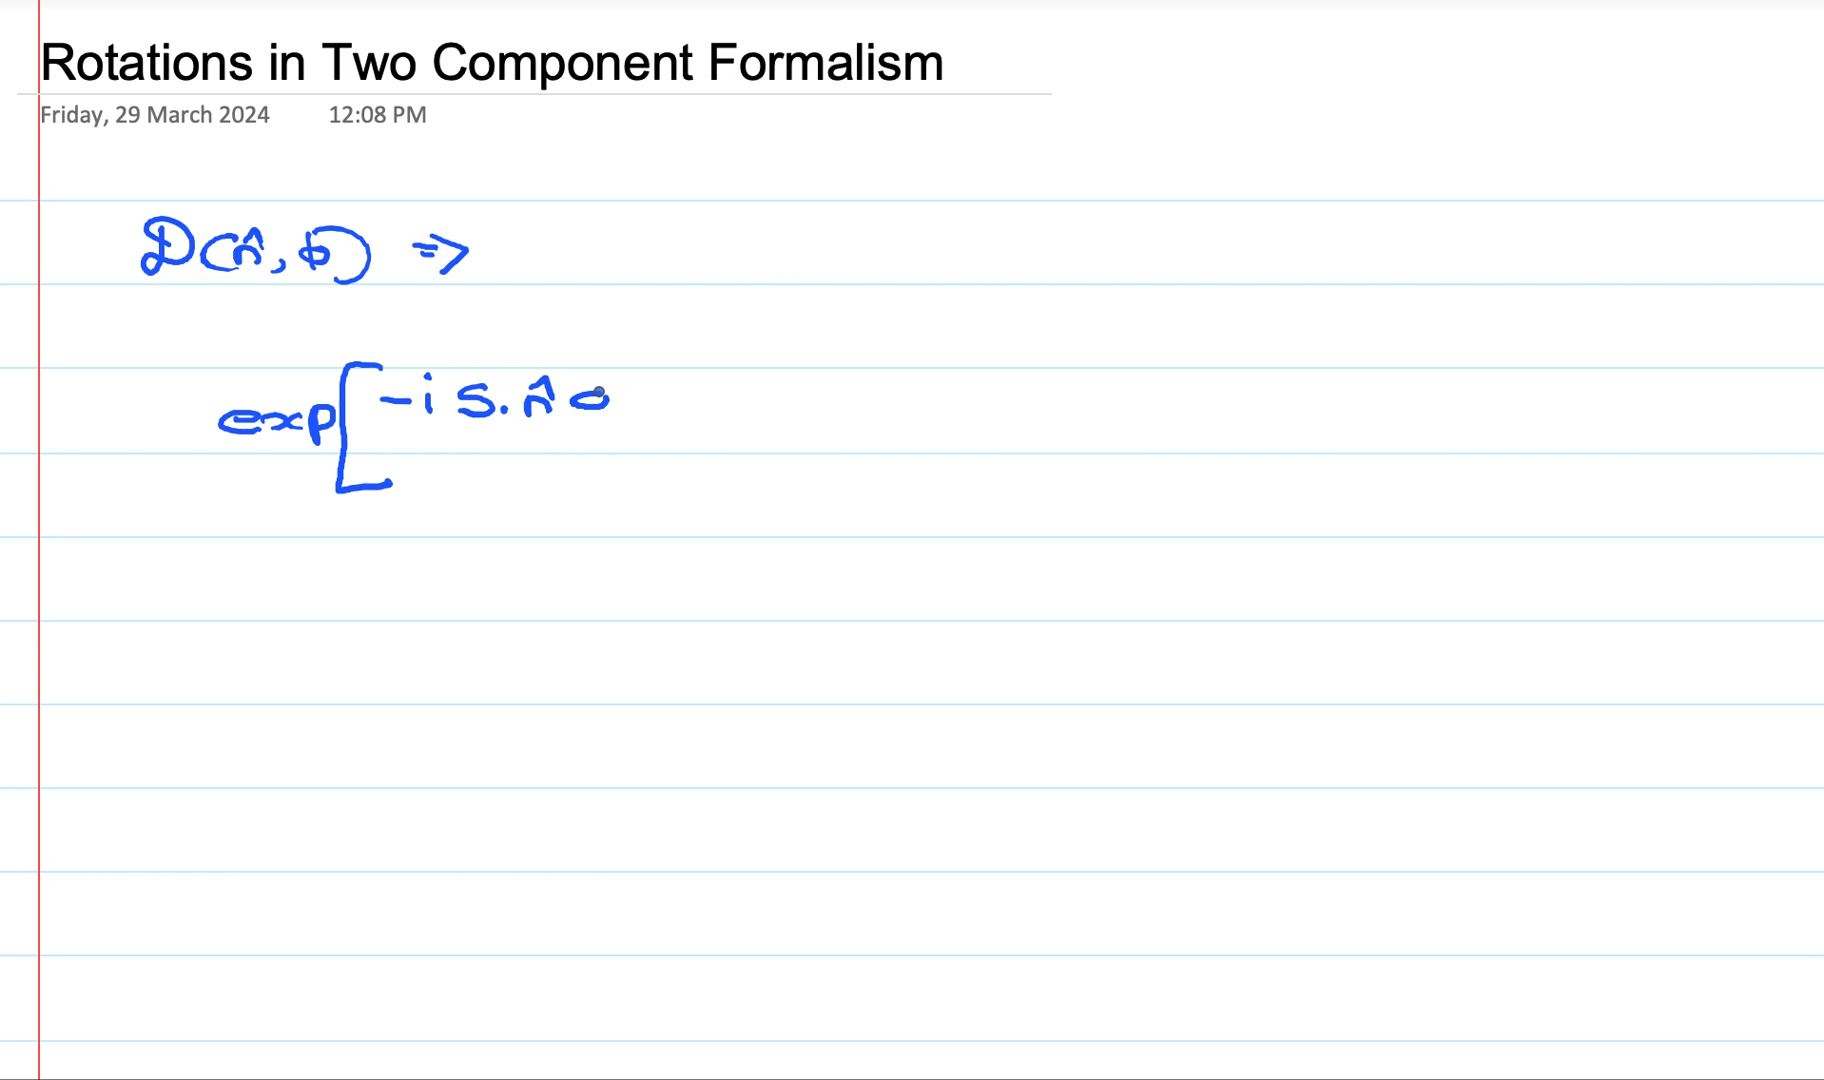 Rotations in Two Component Formalism
Friday, 29 March 2024 12:08 PM
𝒟(n̂, ϕ) ⇒
exp[ -i S. n̂